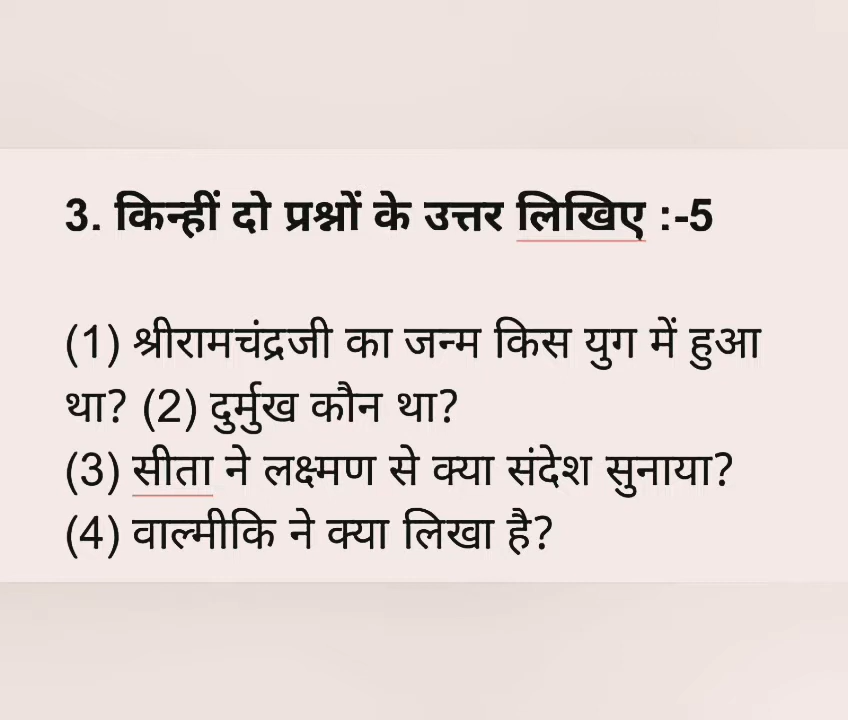 3. किन्हीं दो प्रश्नों के उत्तर लिखिए :-5
(1) श्रीरामचंद्रजी का जन्म किस युग में हुआ
था? (2) दुर्मुख कौन था?
(3) सीता ने लक्ष्मण से क्या संदेश सुनाया?
(4) वाल्मीकि ने क्या लिखा है?